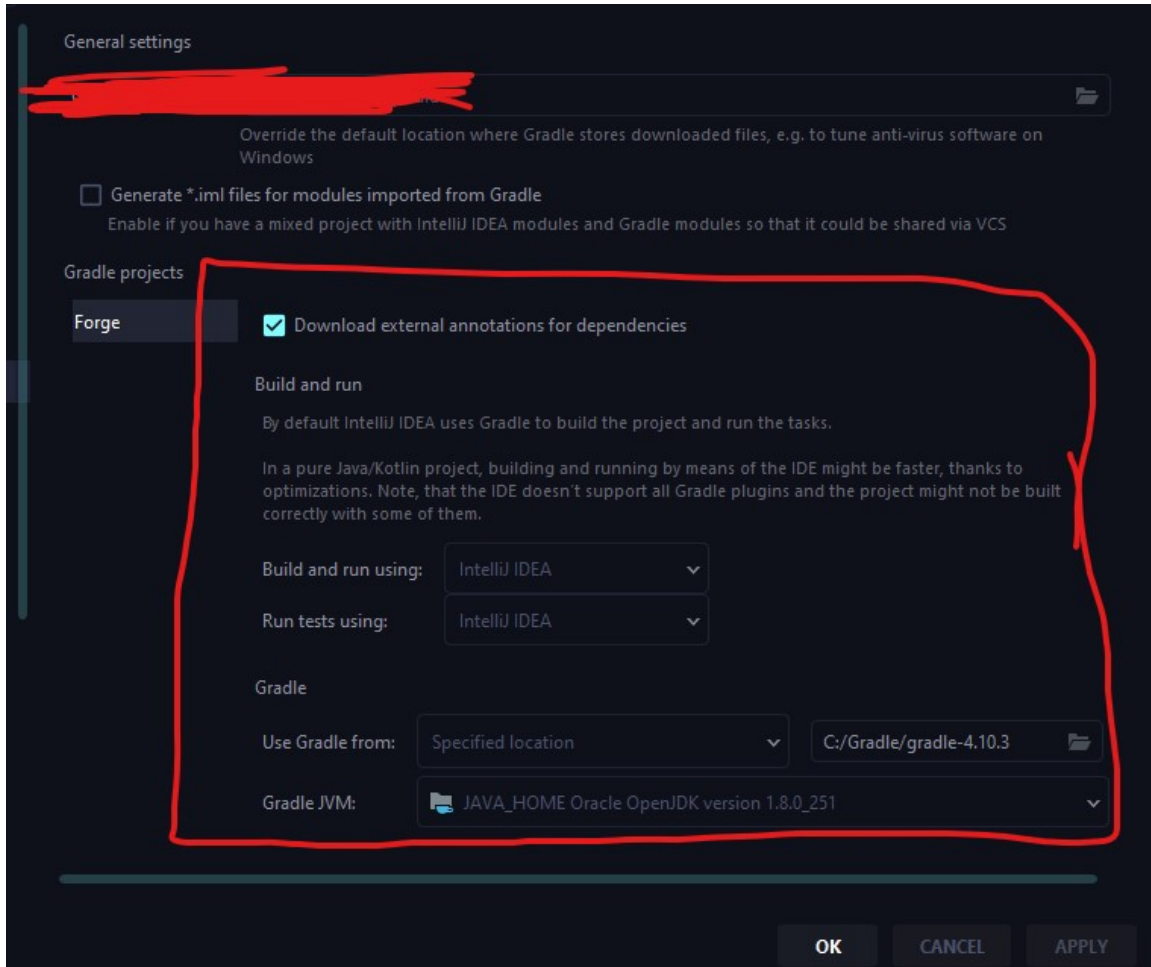 General settings
Override the default location where Gradle stores downloaded files, e.g. to tune anti-virus software on
Windows
Generate *.iml files for modules imported from Gradle
Enable if you have a mixed project with IntelliJ IDEA modules and Gradle modules so that it could be shared via VCS
Gradle projects
Forge
Download external annotations for dependencies
Build and run
By default IntelliJ IDEA uses Gradle to build the project and run the tasks.
In a pure Java/Kotlin project, building and running by means of the IDE might be faster, thanks to
optimizations. Note, that the IDE doesn't support all Gradle plugins and the project might not be built
correctly with some of them.
Build and run using: IntelliJ IDEA
Run tests using: IntelliJ IDEA
Gradle
Use Gradle from: Specified location C:/Gradle/gradle-4.10.3
Gradle JVM: JAVA_HOME Oracle OpenJDK version 1.8.0_251
OK CANCEL APPLY